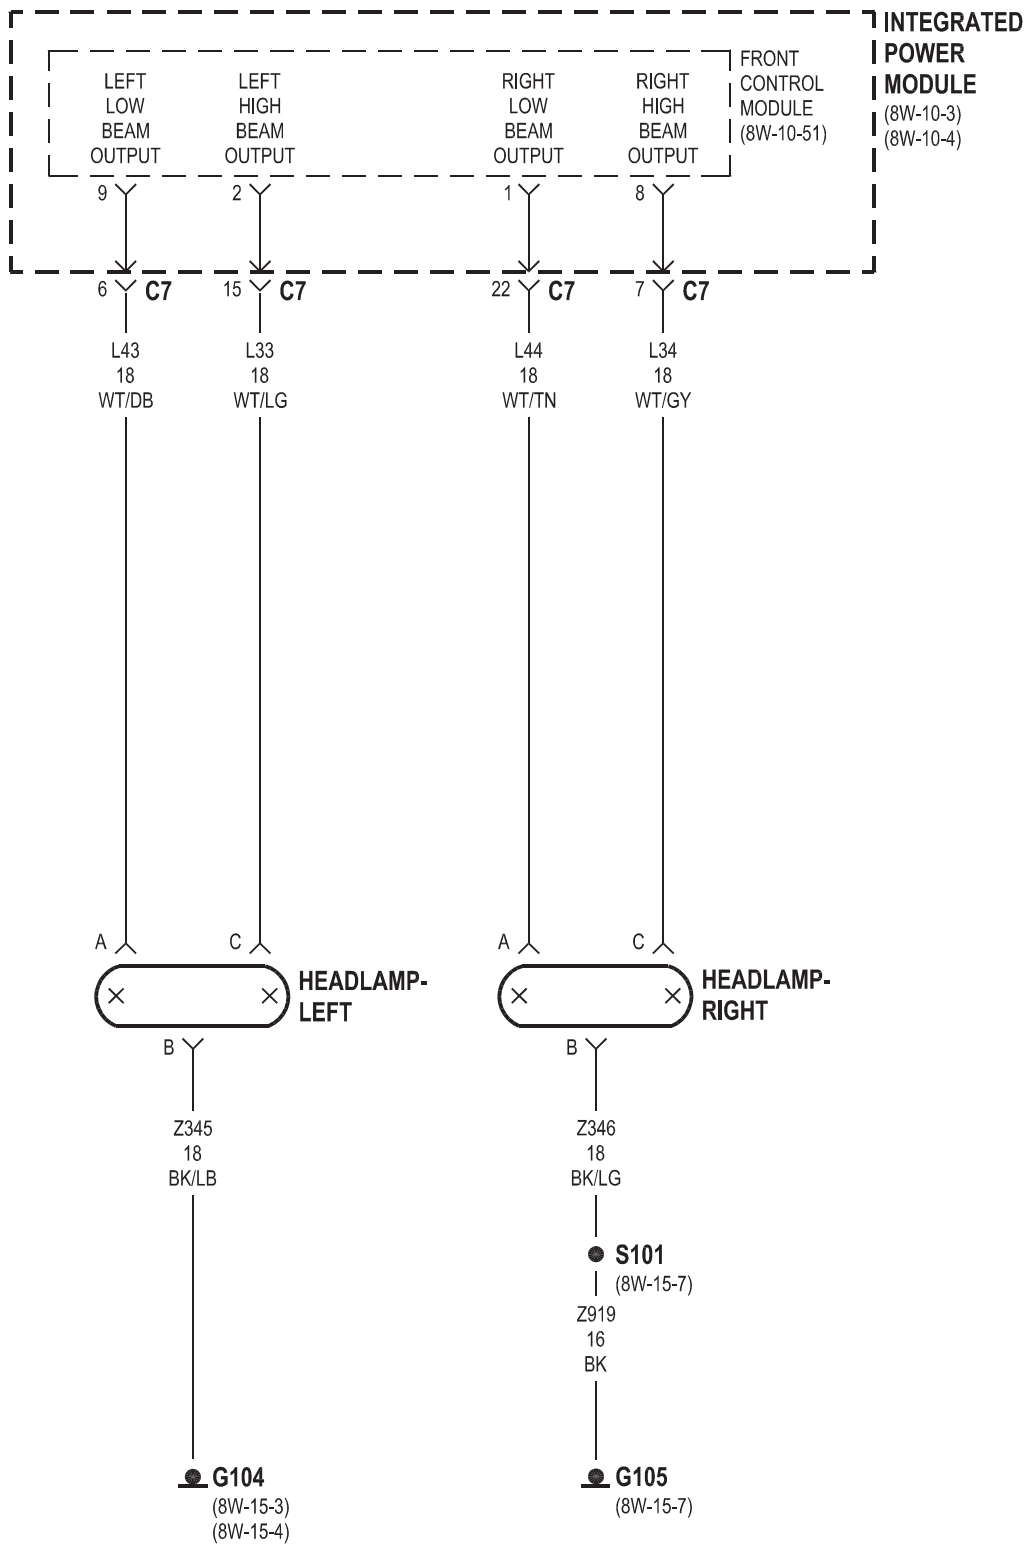 INTEGRATED
POWER
MODULE
(8W-10-3)
(8W-10-4)
FRONT
CONTROL
MODULE
(8W-10-51)
LEFT
LOW
BEAM
OUTPUT
LEFT
HIGH
BEAM
OUTPUT
RIGHT
LOW
BEAM
OUTPUT
RIGHT
HIGH
BEAM
OUTPUT
9
2
1
8
6 C7
15 C7
22 C7
7 C7
L43
18
WT/DB
L33
18
WT/LG
L44
18
WT/TN
L34
18
WT/GY
A
C
A
C
HEADLAMP-
LEFT
HEADLAMP-
RIGHT
B
B
Z345
18
BK/LB
Z346
18
BK/LG
S101
(8W-15-7)
Z919
16
BK
G104
(8W-15-3)
(8W-15-4)
G105
(8W-15-7)